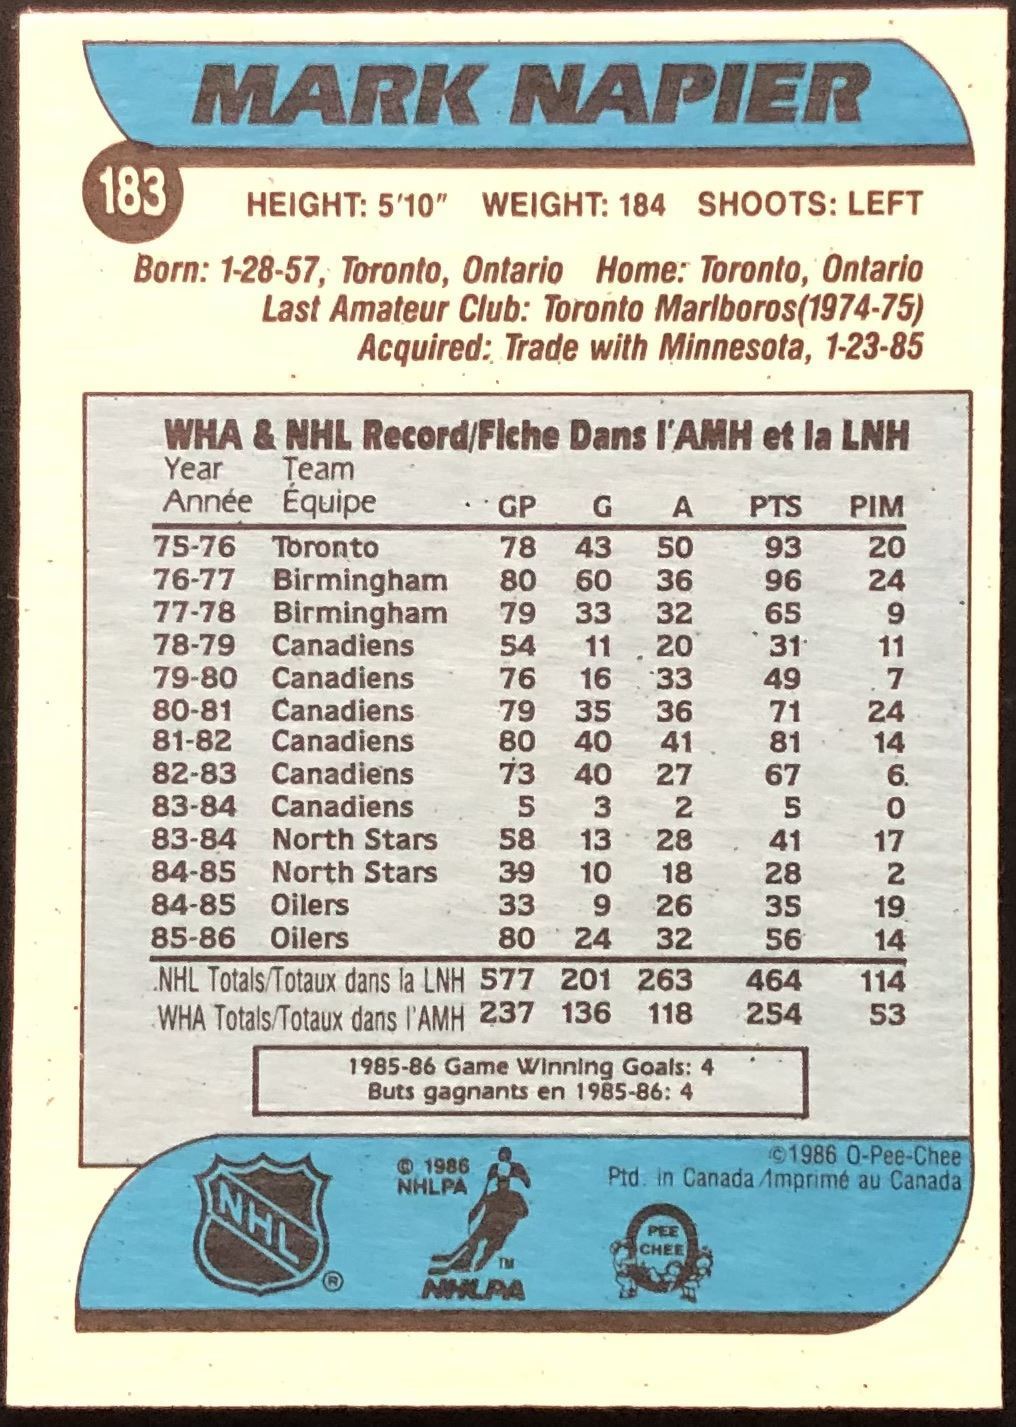 MARK NAPIER
183
HEIGHT: 5'10" WEIGHT: 184 SHOOTS: LEFT
Born: 1-28-57, Toronto, Ontario Home: Toronto, Ontario
Last Amateur Club: Toronto Marlboros(1974-75)
Acquired: Trade with Minnesota, 1-23-85
WHA & NHL Record/Fiche Dans l'AMH et la LNH
Year Team
Année Équipe GP G A PTS PIM
75-76 Toronto 78 43 50 93 20
76-77 Birmingham 80 60 36 96 24
77-78 Birmingham 79 33 32 65 9
78-79 Canadiens 54 11 20 31 11
79-80 Canadiens 76 16 33 49 7
80-81 Canadiens 79 35 36 71 24
81-82 Canadiens 80 40 41 81 14
82-83 Canadiens 73 40 27 67 6
83-84 Canadiens 5 3 2 5 0
83-84 North Stars 58 13 28 41 17
84-85 North Stars 39 10 18 28 2
84-85 Oilers 33 9 26 35 19
85-86 Oilers 80 24 32 56 14
NHL Totals/Totaux dans la LNH 577 201 263 464 114
WHA Totals/Totaux dans l'AMH 237 136 118 254 53
1985-86 Game Winning Goals: 4
Buts gagnants en 1985-86: 4
©1986 O-Pee-Chee
Ptd. in Canada/Imprimé au Canada
NHL ®
© 1986
NHLPA
TM
NHLPA
PEE
CHEE